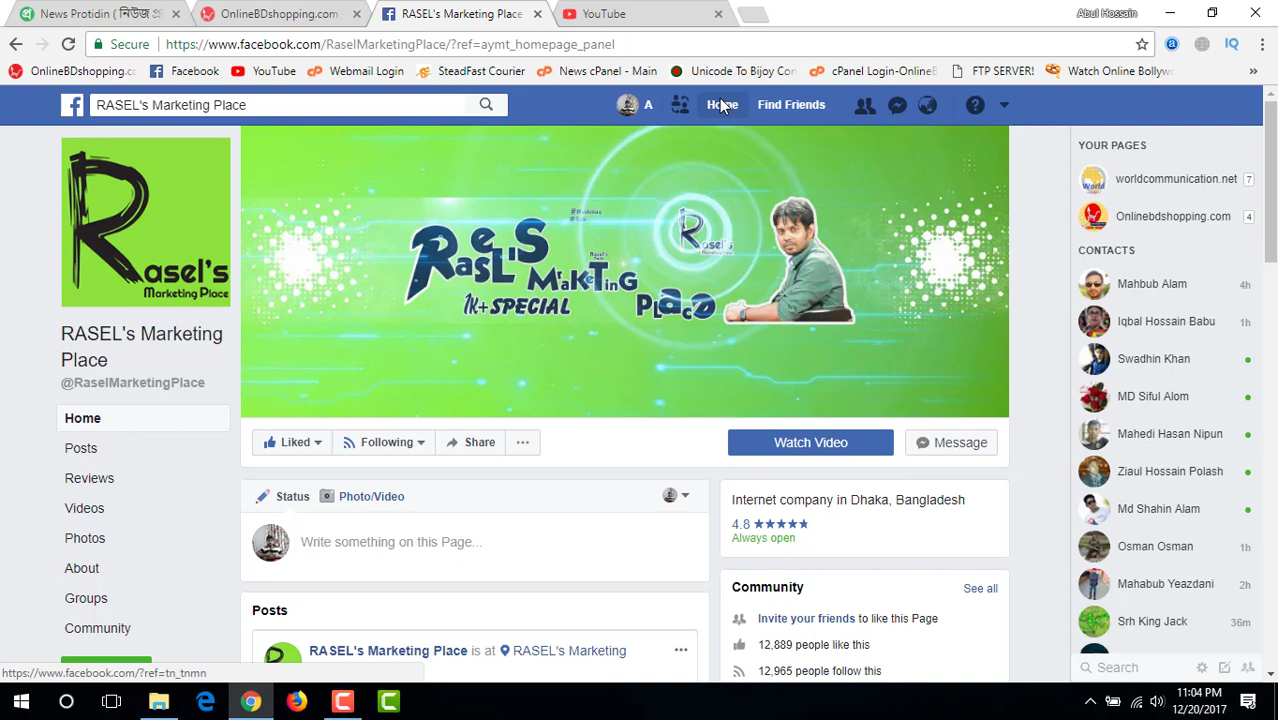 News Protidin ( নিউজ প্র
OnlineBDshopping.com -
RASEL's Marketing Place
YouTube
Abul Hossain
Secure
https://www.facebook.com/RaselMarketingPlace/?ref=aymt_homepage_panel
OnlineBDshopping.cc
Facebook
YouTube
Webmail Login
SteadFast Courier
News cPanel - Main
Unicode To Bijoy Con
cPanel Login-OnlineB
FTP SERVER!
Watch Online Bollyw
RASEL's Marketing Place
A
Home
Find Friends
Rasel's
Marketing Place
RASEL'S MARKETING PLACE
1K+ SPECIAL
Rasel's
RASEL's Marketing
Place
@RaselMarketingPlace
Home
Posts
Reviews
Videos
Photos
About
Groups
Community
Liked
Following
Share
Watch Video
Message
Status
Photo/Video
Write something on this Page...
Posts
RASEL's Marketing Place is at RASEL's Marketing
Internet company in Dhaka, Bangladesh
4.8 ★★★★★
Always open
Community
See all
Invite your friends to like this Page
12,889 people like this
12,965 people follow this
YOUR PAGES
worldcommunication.net 7
Onlinebdshopping.com 4
CONTACTS
Mahbub Alam 4h
Iqbal Hossain Babu 1h
Swadhin Khan
MD Siful Alom
Mahedi Hasan Nipun
Ziaul Hossain Polash
Md Shahin Alam
Osman Osman 1h
Mahabub Yeazdani 2h
Srh King Jack 36m
Search
https://www.facebook.com/?ref=tn_tnmn
11:04 PM
12/20/2017